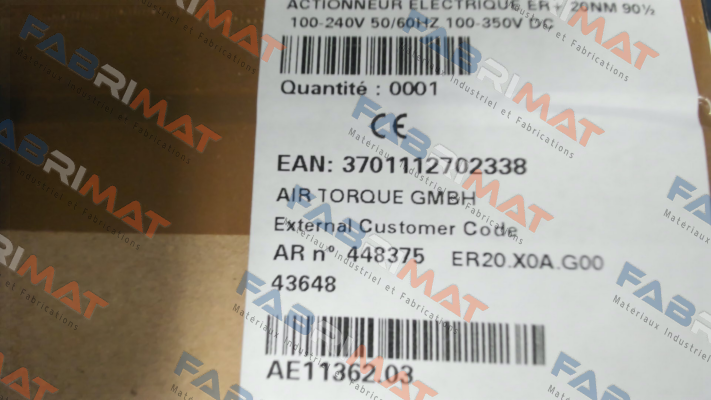 ACTIONNEUR ELECTRIQUE ER+ 20NM 90½
100-240V 50/60HZ 100-350V DC
Quantité : 0001
CE
EAN: 3701112702338
AIR TORQUE GMBH
External Customer Code
AR nº 448375 ER20.X0A.G00
43648
AE11362.03
FABRIMAT
Matériaux Industriel et Fabrications